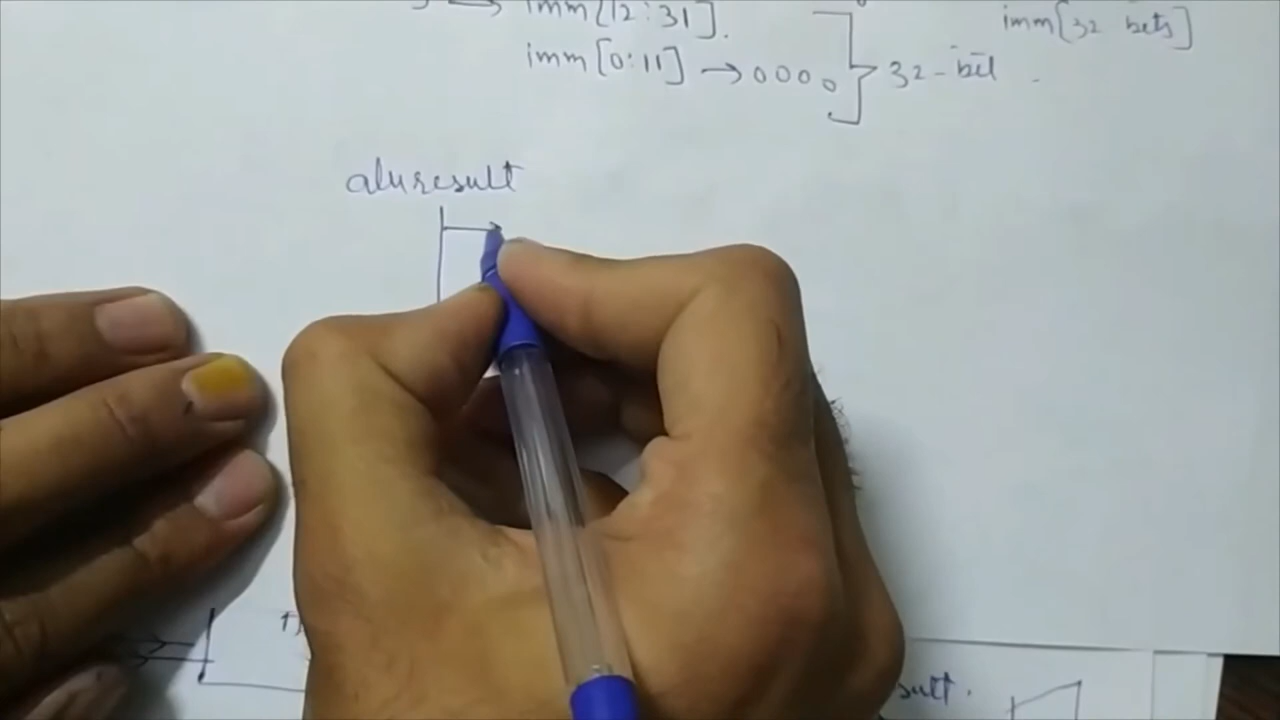 imm[12:31].
imm[0:11] → 0000 } 32-bit
imm[32 bits]
aluresult
sult.